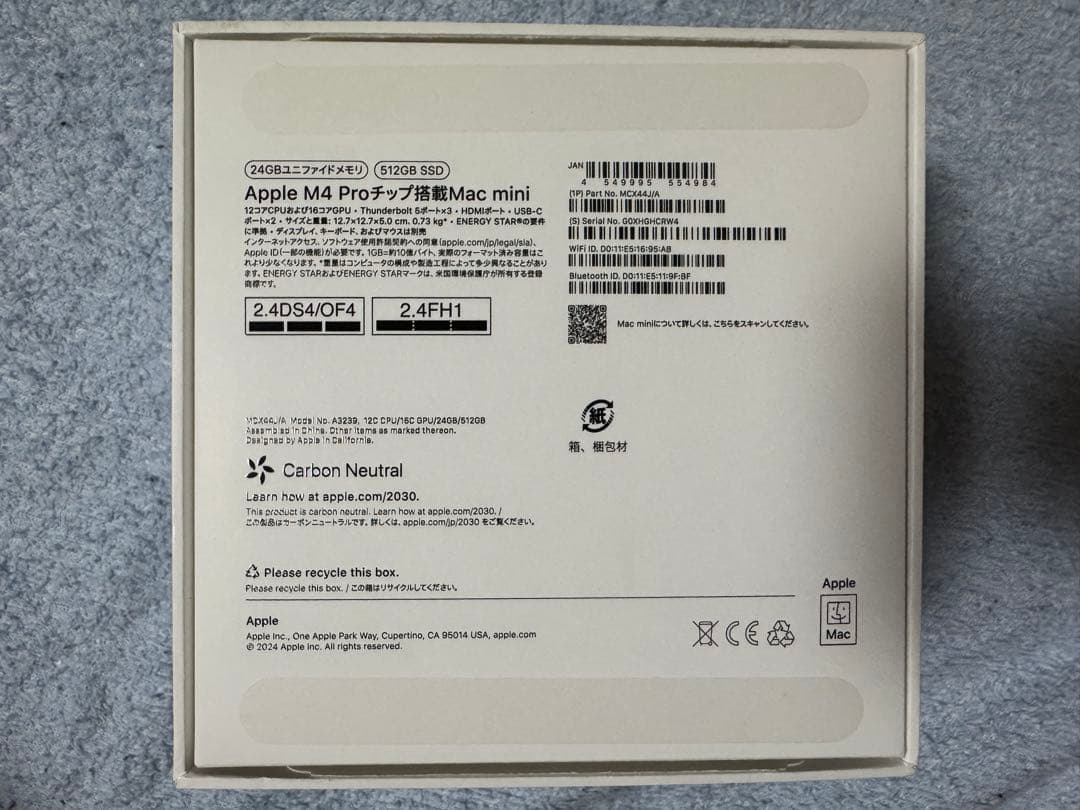 24GBユニファイドメモリ 512GB SSD
Apple M4 Proチップ搭載Mac mini
12コアCPUおよび16コアGPU・Thunderbolt 5ポート×3・HDMIポート・USB-C
ポート×2・サイズと重量: 12.7×12.7×5.0 cm. 0.73 kg*・ENERGY STAR®の要件
に準拠・ディスプレイ、キーボード、およびマウスは別売
インターネットアクセス、ソフトウェア使用許諾契約への同意(apple.com/jp/legal/sla)、
Apple ID(一部の機能)が必要です。1GB=約10億バイト、実際のフォーマット済み容量はこ
れより少なくなります。*重量はコンピュータの構成や製造工程によって多少異なることがあり
ます。ENERGY STARおよびENERGY STARマークは、米国環境保護庁が所有する登録
商標です。
2.4DS4/OF4 2.4FH1
JAN
4 549995 554984
(1P) Part No. MCX44J/A
(S) Serial No. G0XHGHCRW4
WiFi ID. D0:11:E5:16:95:AB
Bluetooth ID. D0:11:E5:11:9F:BF
Mac miniについて詳しくは、こちらをスキャンしてください。
MCX44J/A, Model No. A3239, 12C CPU/16C GPU/24GB/512GB
Assembled in China. Other items as marked thereon.
Designed by Apple in California.
紙
箱、梱包材
Carbon Neutral
Learn how at apple.com/2030.
This product is carbon neutral. Learn how at apple.com/2030. /
この製品はカーボンニュートラルです。詳しくは、apple.com/jp/2030 をご覧ください。
Please recycle this box.
Please recycle this box. / この箱はリサイクルしてください。
Apple
Apple Inc., One Apple Park Way, Cupertino, CA 95014 USA, apple.com
© 2024 Apple Inc. All rights reserved.
CE
Apple
Mac